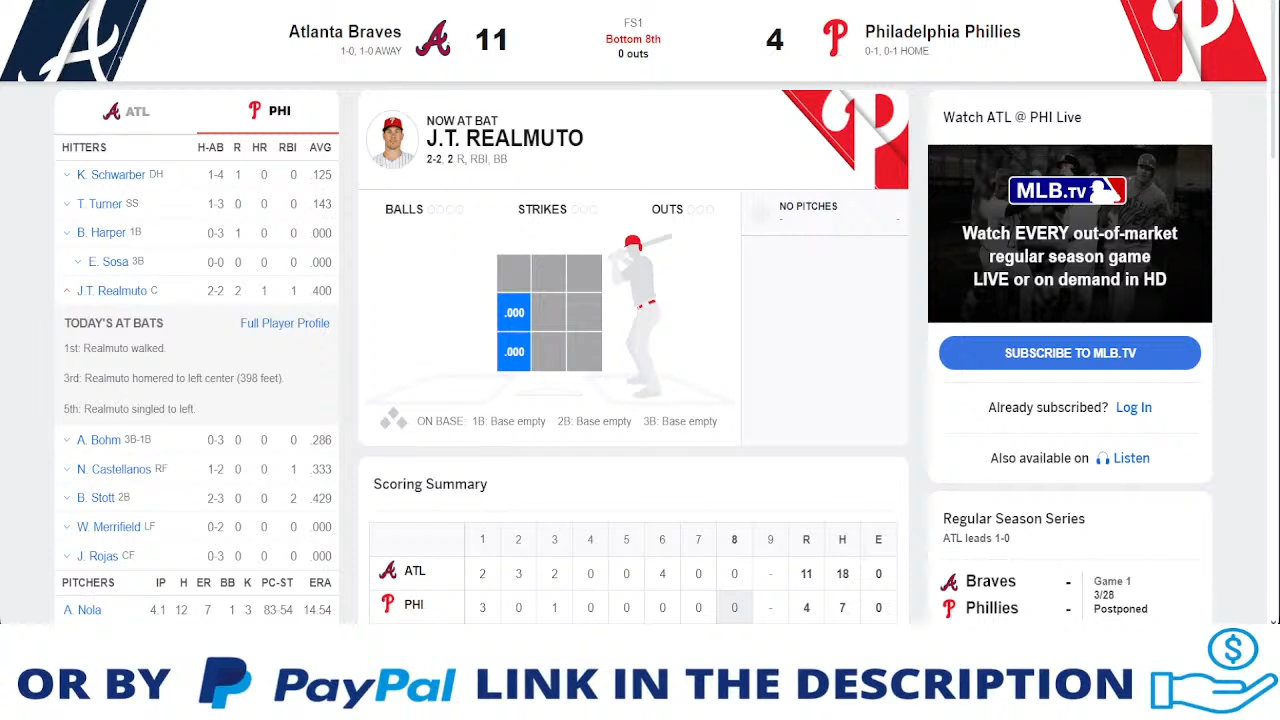 Atlanta Braves
1-0, 1-0 AWAY
11
FS1
Bottom 8th
0 outs
4
Philadelphia Phillies
0-1, 0-1 HOME
ATL
PHI
HITTERS H-AB R HR RBI AVG
K. Schwarber DH 1-4 1 0 0 .125
T. Turner SS 1-3 0 0 0 143
B. Harper 1B 0-3 1 0 0 .000
E. Sosa 3B 0-0 0 0 0 .000
J.T. Realmuto C 2-2 2 1 1 .400
TODAY'S AT BATS Full Player Profile
1st: Realmuto walked.
3rd: Realmuto homered to left center (398 feet).
5th: Realmuto singled to left.
A. Bohm 3B-1B 0-3 0 0 0 .286
N. Castellanos RF 1-2 0 0 1 .333
B. Stott 2B 2-3 0 0 2 .429
W. Merrifield LF 0-2 0 0 0 .000
J. Rojas CF 0-3 0 0 0 .000
PITCHERS IP H ER BB K PC-ST ERA
A. Nola 4.1 12 7 1 3 83-54 14.54
NOW AT BAT
J.T. REALMUTO
2-2, 2 R, RBI, BB
BALLS STRIKES OUTS
NO PITCHES
- -
.000
.000
ON BASE: 1B: Base empty 2B: Base empty 3B: Base empty
Scoring Summary
1 2 3 4 5 6 7 8 9 R H E
ATL 2 3 2 0 0 4 0 0 - 11 18 0
PHI 3 0 1 0 0 0 0 0 - 4 7 0
Watch ATL @ PHI Live
MLB.TV
Watch EVERY out-of-market
regular season game
LIVE or on demand in HD
SUBSCRIBE TO MLB.TV
Already subscribed? Log In
Also available on Listen
Regular Season Series
ATL leads 1-0
Braves -
Phillies -
Game 1
3/28
Postponed
OR BY PayPal LINK IN THE DESCRIPTION